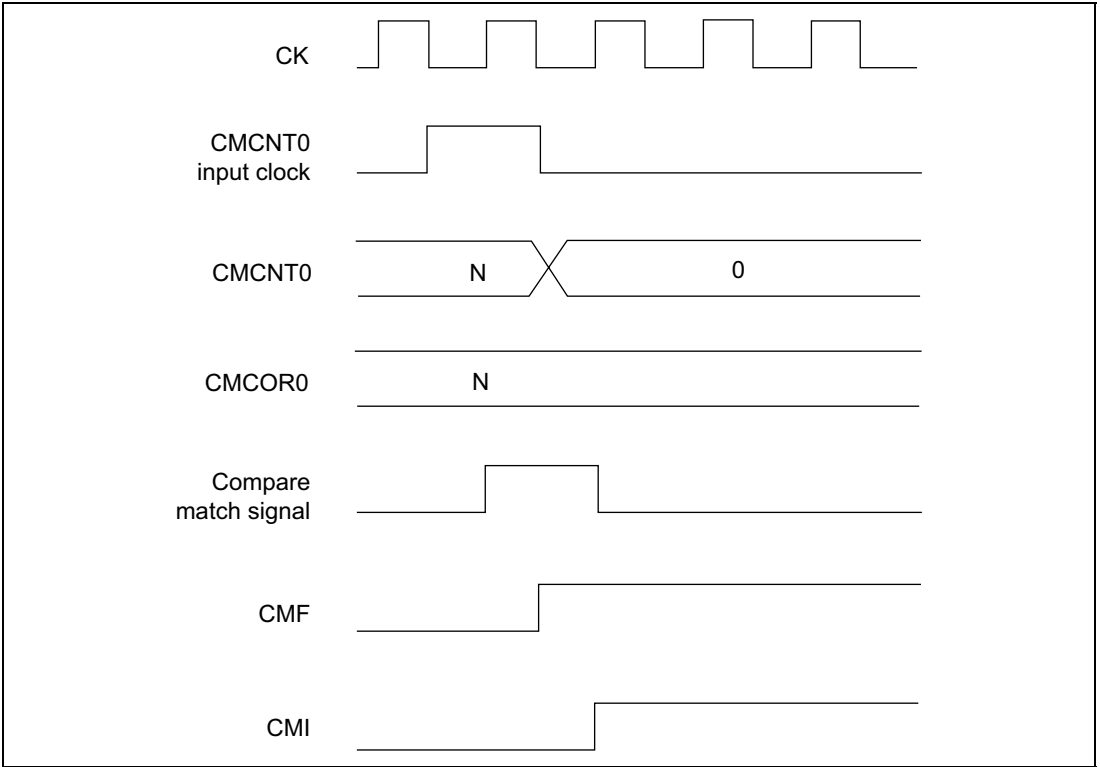 CK
CMCNT0
input clock
CMCNT0
N
0
CMCOR0
N
Compare
match signal
CMF
CMI